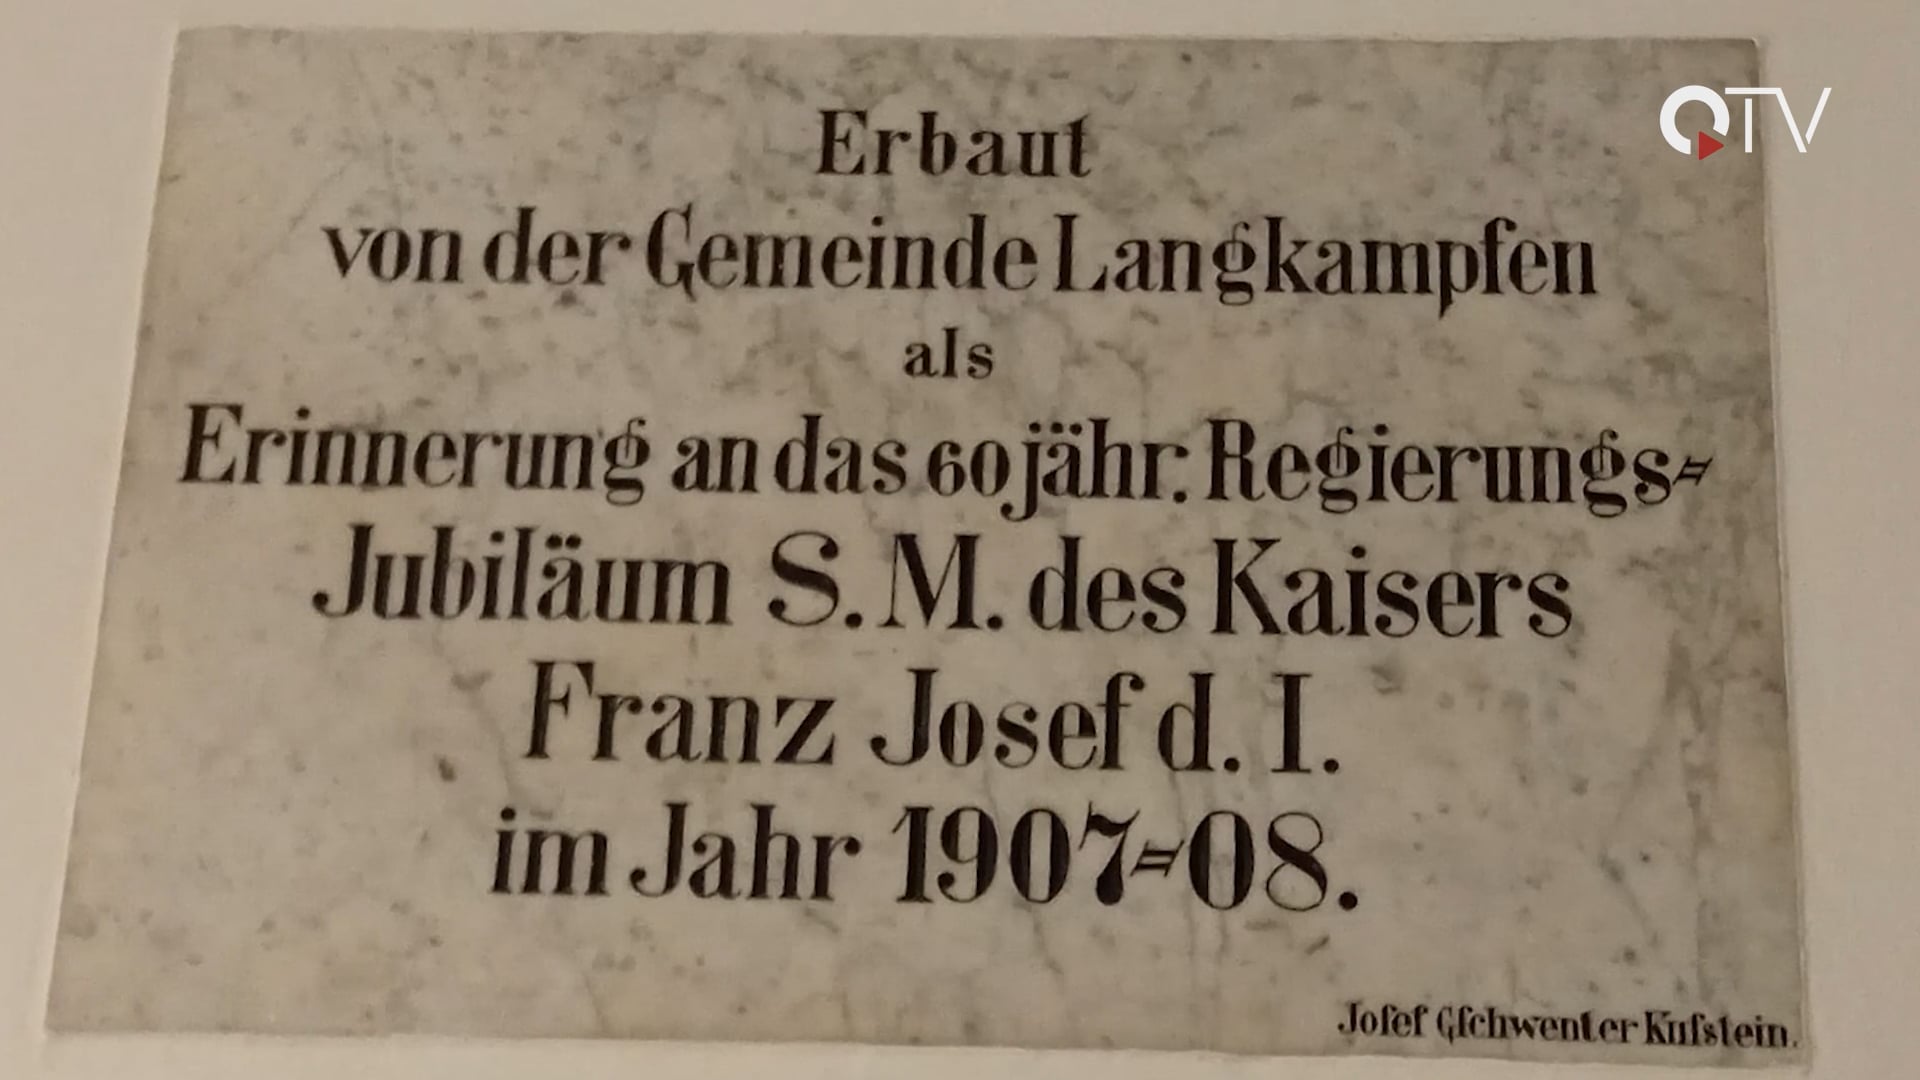 QTV
Erbaut
von der Gemeinde Langkampfen
als
Erinnerung an das 60jähr. Regierungs=
Jubiläum S. M. des Kaisers
Franz Josef d. I.
im Jahr 1907=08.
Joſef Gſchwenter Kufstein.